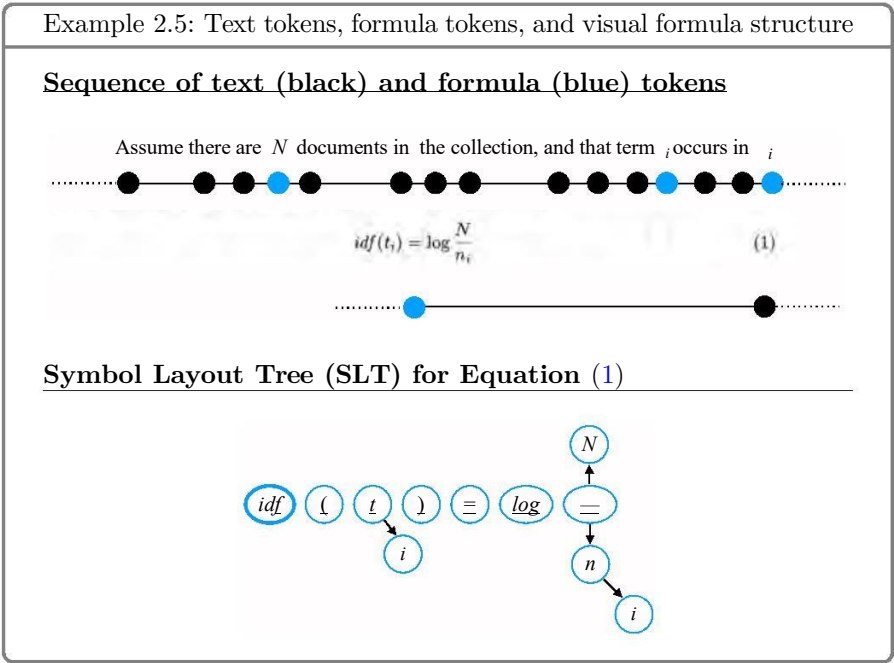 Example 2.5: Text tokens, formula tokens, and visual formula structure
Sequence of text (black) and formula (blue) tokens
Assume there are N documents in the collection, and that term i occurs in i
idf(t_i) = log N/n_i (1)
Symbol Layout Tree (SLT) for Equation (1)
N
idf ( t ) = log —
i
n
i